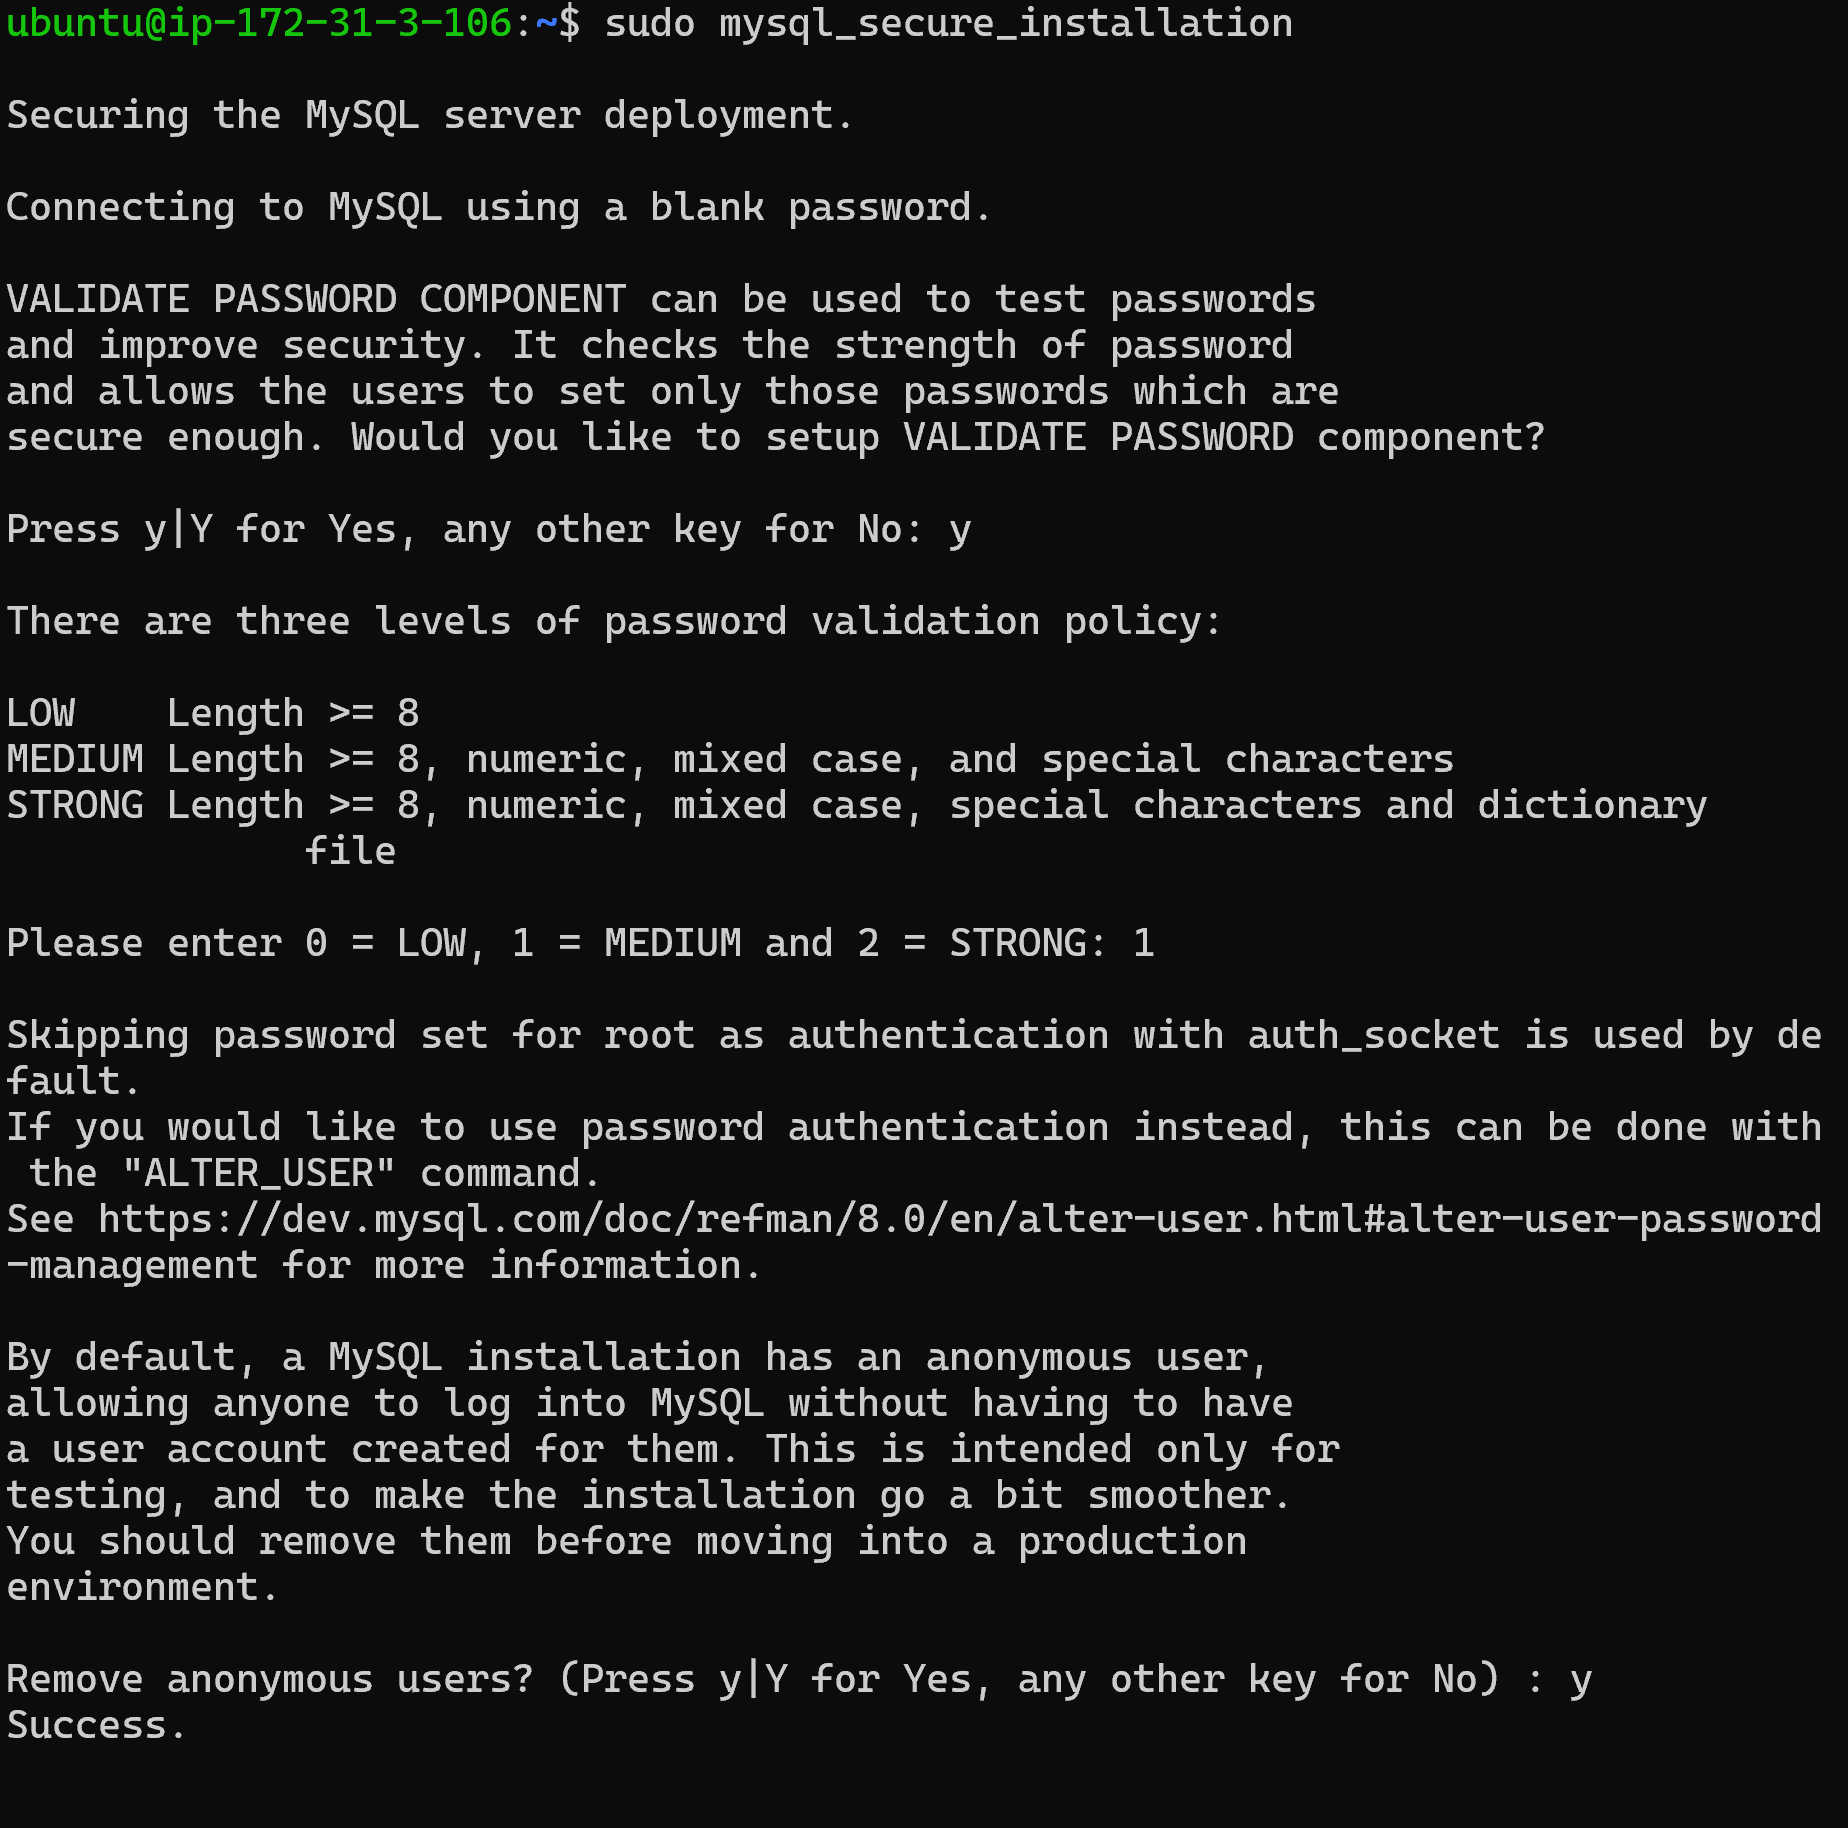 ubuntu@ip-172-31-3-106:~$ sudo mysql_secure_installation
Securing the MySQL server deployment.
Connecting to MySQL using a blank password.
VALIDATE PASSWORD COMPONENT can be used to test passwords
and improve security. It checks the strength of password
and allows the users to set only those passwords which are
secure enough. Would you like to setup VALIDATE PASSWORD component?
Press y|Y for Yes, any other key for No: y
There are three levels of password validation policy:
LOW    Length >= 8
MEDIUM Length >= 8, numeric, mixed case, and special characters
STRONG Length >= 8, numeric, mixed case, special characters and dictionary
             file
Please enter 0 = LOW, 1 = MEDIUM and 2 = STRONG: 1
Skipping password set for root as authentication with auth_socket is used by de
fault.
If you would like to use password authentication instead, this can be done with
 the "ALTER_USER" command.
See https://dev.mysql.com/doc/refman/8.0/en/alter-user.html#alter-user-password
-management for more information.
By default, a MySQL installation has an anonymous user,
allowing anyone to log into MySQL without having to have
a user account created for them. This is intended only for
testing, and to make the installation go a bit smoother.
You should remove them before moving into a production
environment.
Remove anonymous users? (Press y|Y for Yes, any other key for No) : y
Success.